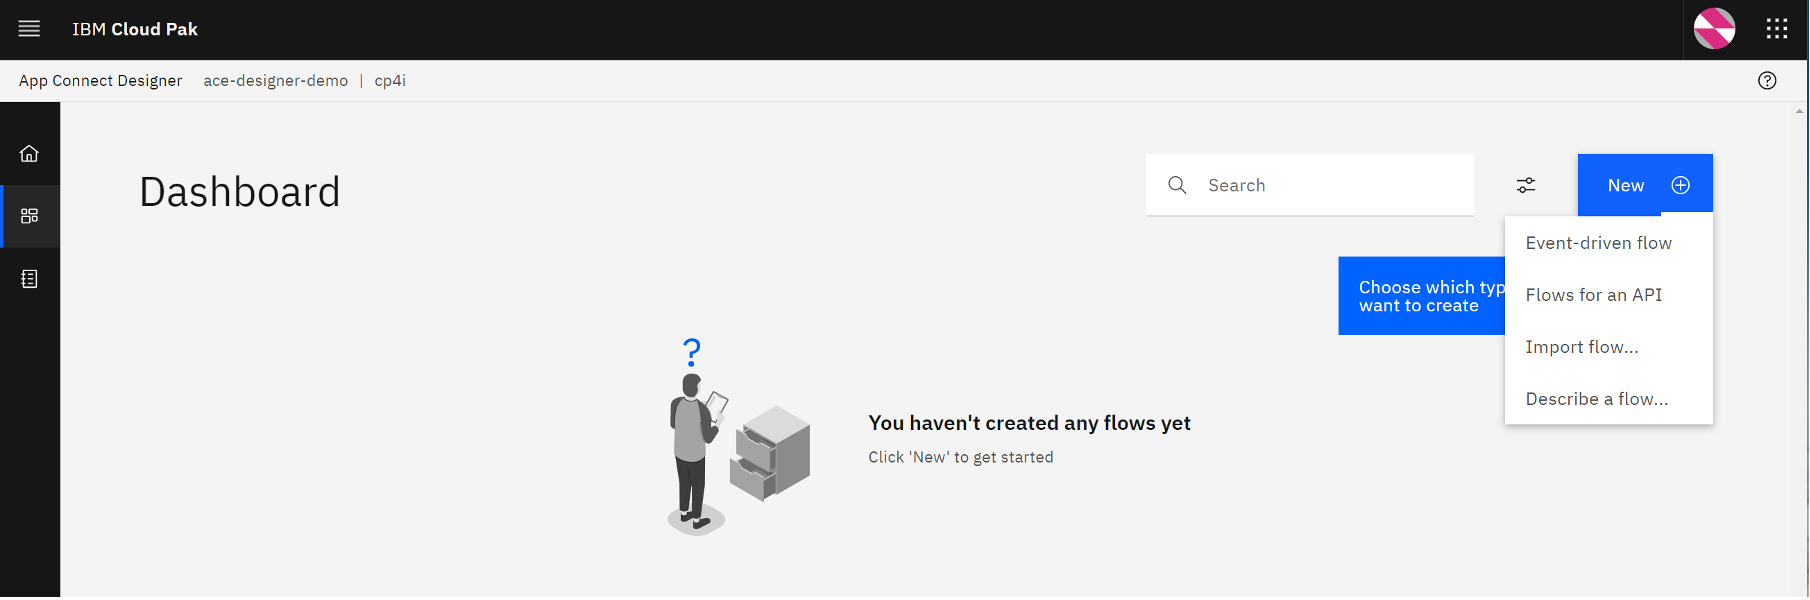 IBM Cloud Pak
App Connect Designer ace-designer-demo | cp4i
Dashboard
Search
New
Event-driven flow
Flows for an API
Import flow...
Describe a flow...
Choose which typ
want to create
?
You haven't created any flows yet
Click 'New' to get started